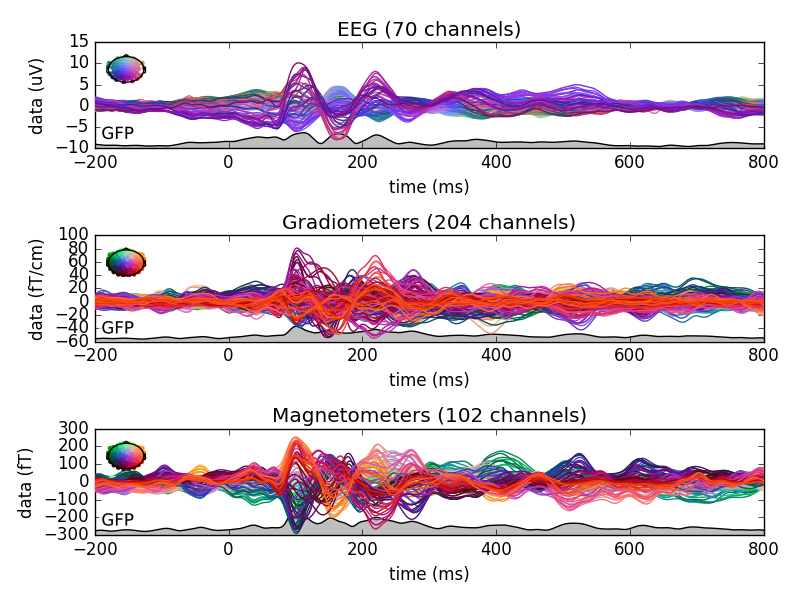 EEG (70 channels)
data (uV)
15
10
5
0
−5
−10
GFP
−200 0 200 400 600 800
time (ms)
Gradiometers (204 channels)
data (fT/cm)
100
80
60
40
20
0
−20
−40
−60
GFP
−200 0 200 400 600 800
time (ms)
Magnetometers (102 channels)
data (fT)
300
200
100
0
−100
−200
−300
GFP
−200 0 200 400 600 800
time (ms)